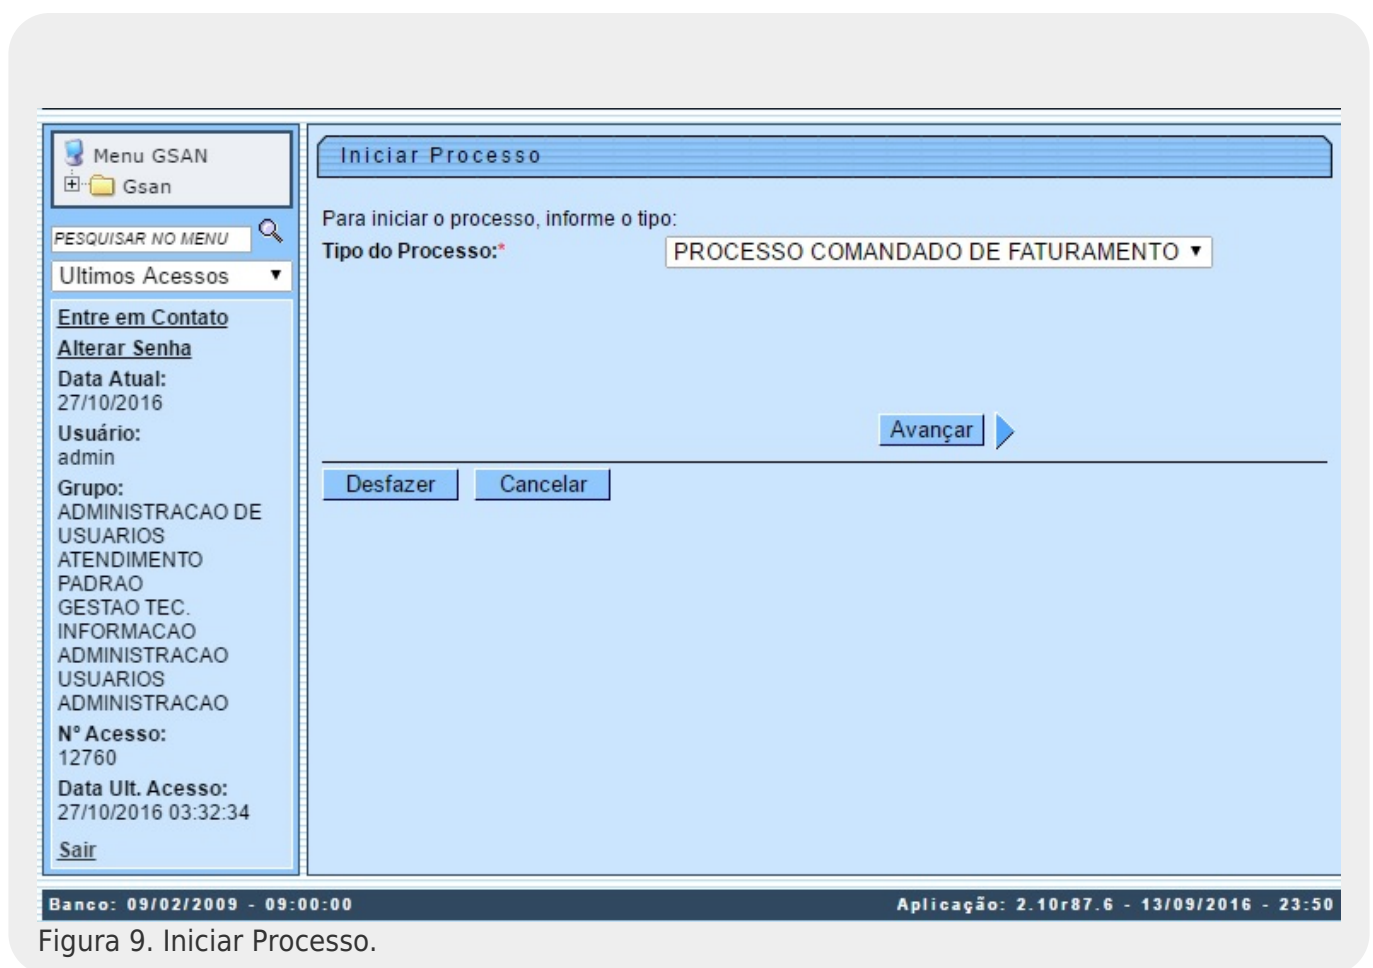 Menu GSAN
Gsan
PESQUISAR NO MENU
Ultimos Acessos
Entre em Contato
Alterar Senha
Data Atual:
27/10/2016
Usuário:
admin
Grupo:
ADMINISTRACAO DE
USUARIOS
ATENDIMENTO
PADRAO
GESTAO TEC.
INFORMACAO
ADMINISTRACAO
USUARIOS
ADMINISTRACAO
Nº Acesso:
12760
Data Ult. Acesso:
27/10/2016 03:32:34
Sair
Iniciar Processo
Para iniciar o processo, informe o tipo:
Tipo do Processo:* PROCESSO COMANDADO DE FATURAMENTO
Avançar
Desfazer Cancelar
Banco: 09/02/2009 - 09:00:00 Aplicação: 2.10r87.6 - 13/09/2016 - 23:50
Figura 9. Iniciar Processo.